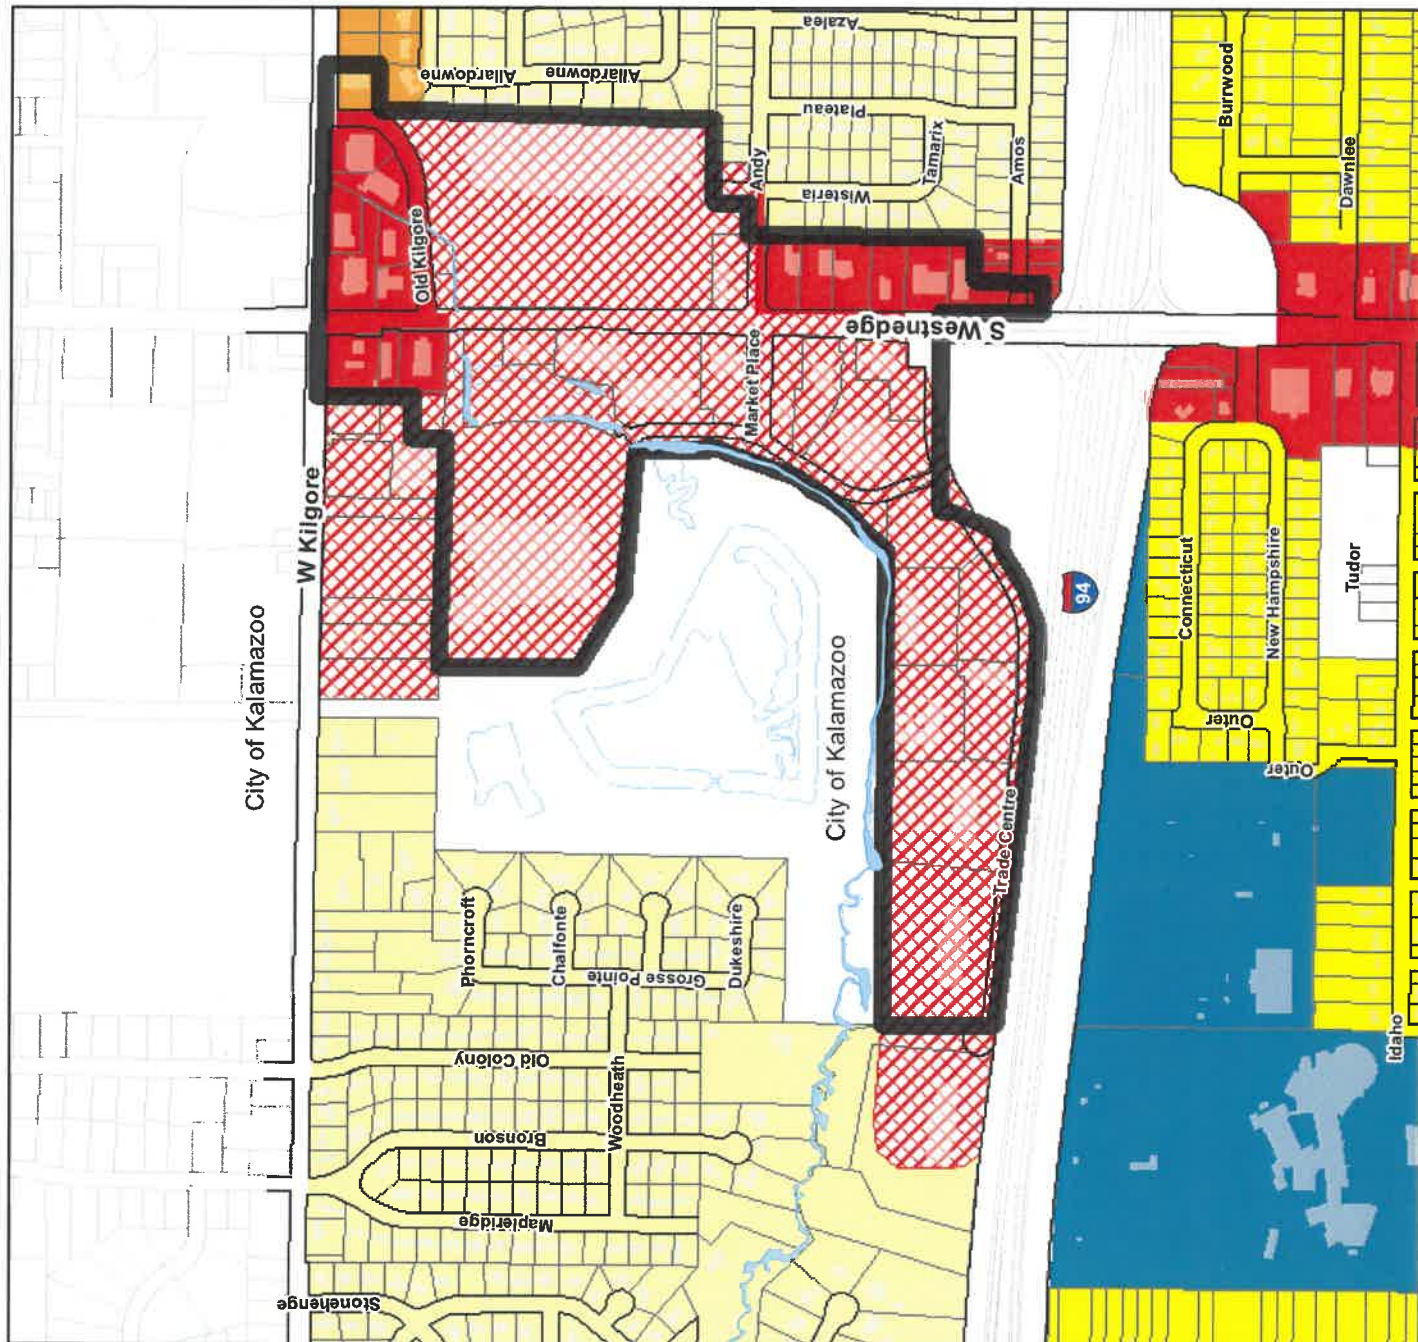 Azalea
Allardowne
Allardowne
Plateau
Burrwood
Andy
Tamarix
Amos
Wisteria
Dawnlee
Old Kilgore
S Westnedge
Market Place
W Kilgore
City of Kalamazoo
94
Connecticut
New Hampshire
Tudor
City of Kalamazoo
Outer
Outer
Trade Centre
Phorncroft
Chalfonte
Grosse Pointe
Dukeshire
Idaho
Old Colony
Woodheath
Bronson
Mapleridge
Stonehenge